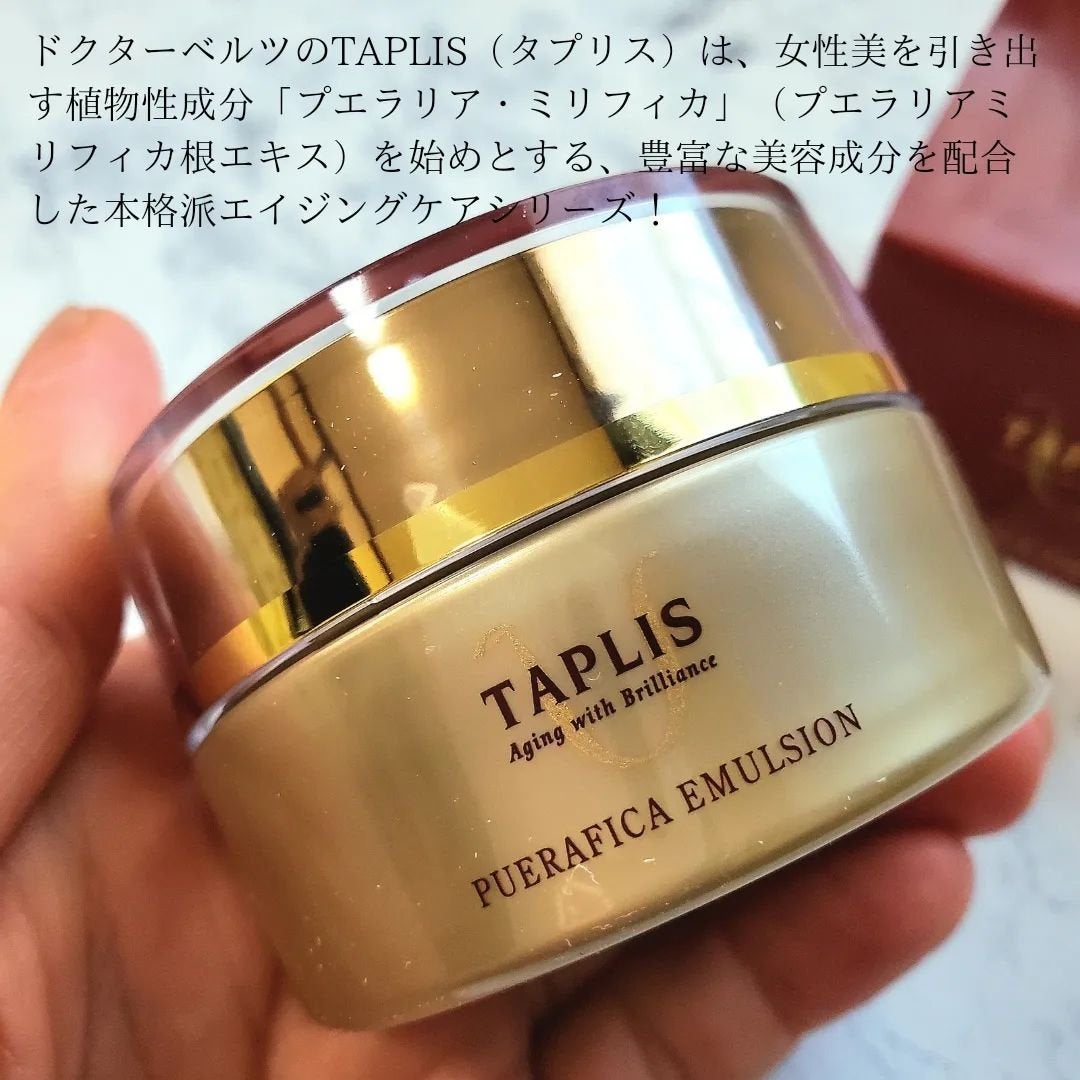 ドクターベルツのTAPLIS（タプリス）は、女性美を引き出
す植物性成分「プエラリア・ミリフィカ」（プエラリアミ
リフィカ根エキス）を始めとする、豊富な美容成分を配合
した本格派エイジングケアシリーズ！
TAPLIS
Aging with Brilliance
PUERAFICA EMULSION